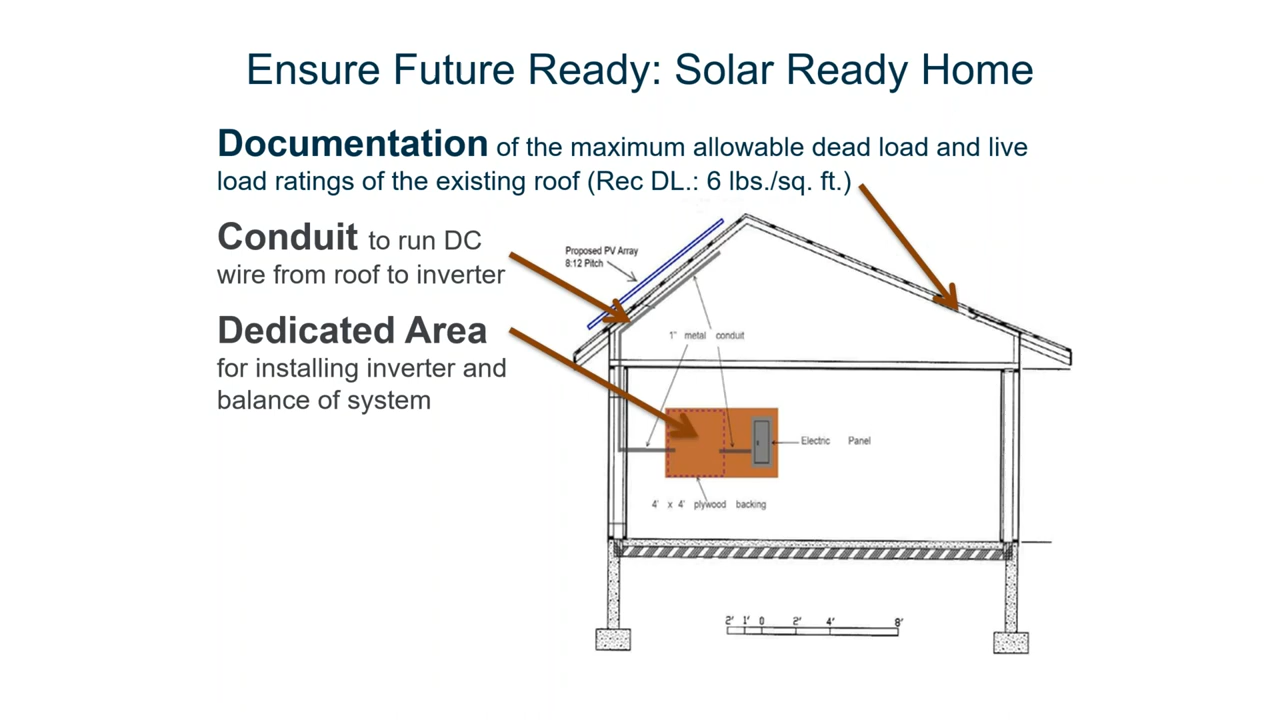 Ensure Future Ready: Solar Ready Home
Documentation of the maximum allowable dead load and live
load ratings of the existing roof (Rec DL.: 6 lbs./sq. ft.)
Conduit to run DC
wire from roof to inverter
Dedicated Area
for installing inverter and
balance of system
Proposed PV Array
8:12 Pitch
1" metal conduit
Electric Panel
4' x 4' plywood backing
2' 1' 0 2' 4' 8'